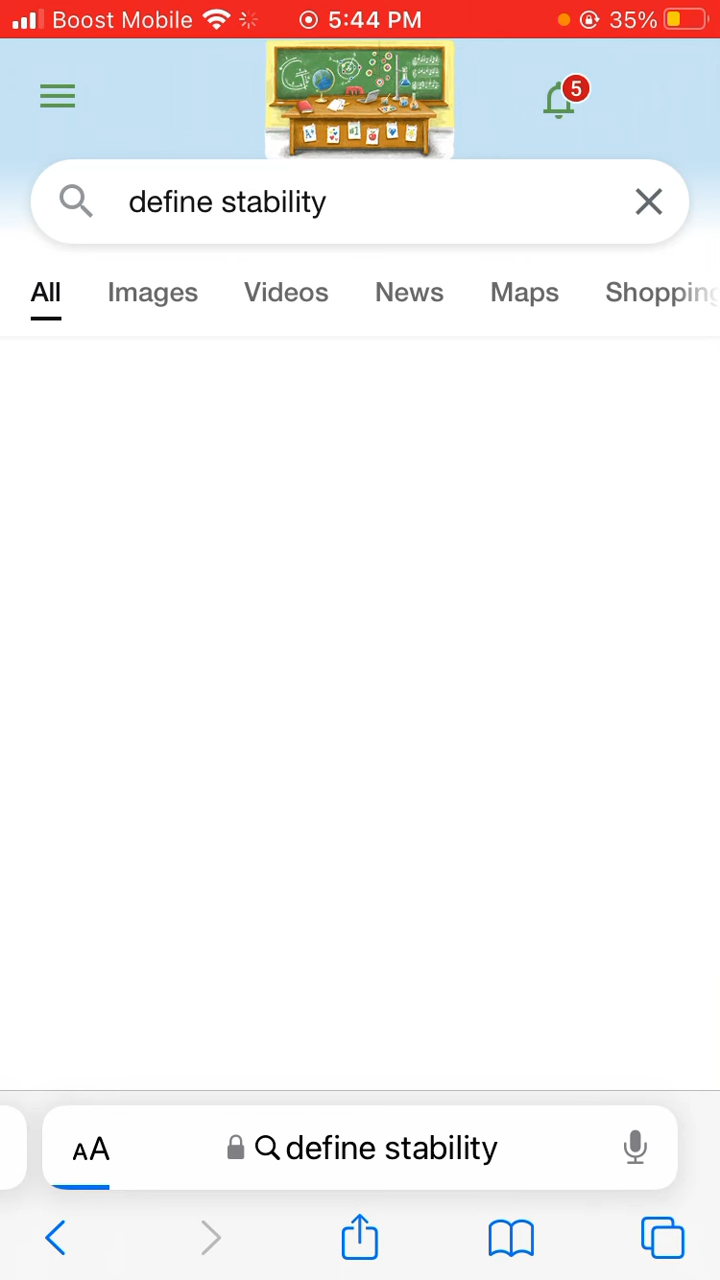 Boost Mobile 5:44 PM 35%
5
define stability
All Images Videos News Maps Shopping
AA define stability